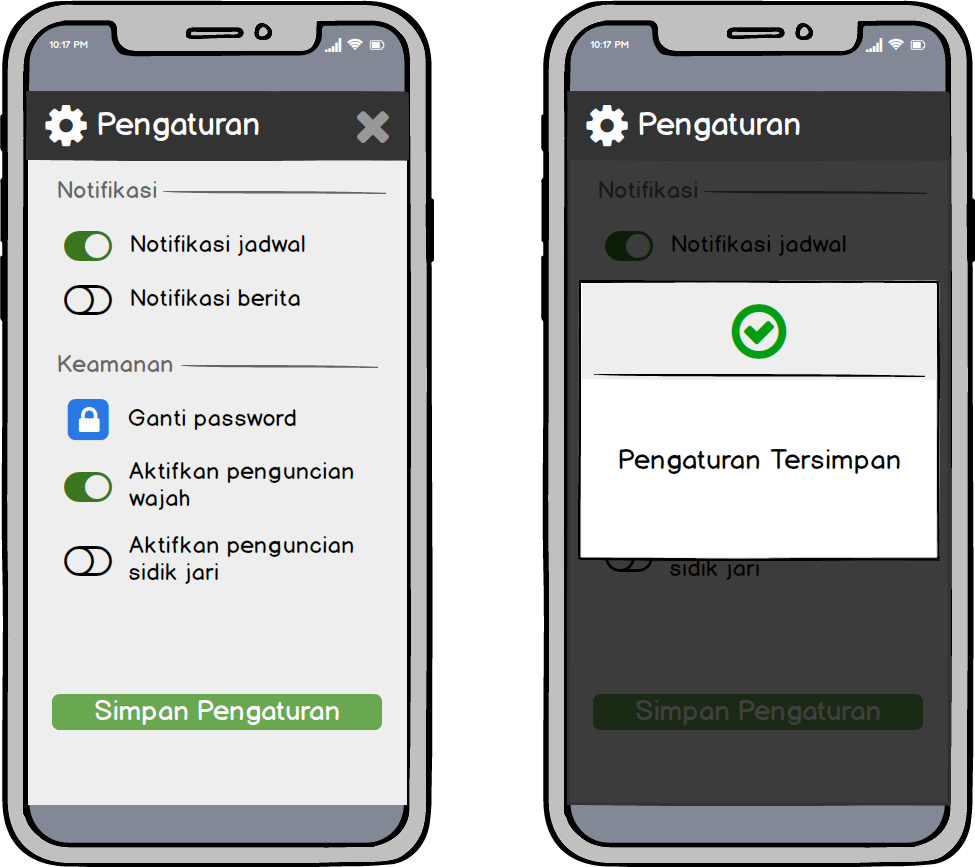 10:17 PM
Pengaturan
Notifikasi
Notifikasi jadwal
Notifikasi berita
Keamanan
Ganti password
Aktifkan penguncian
wajah
Aktifkan penguncian
sidik jari
Simpan Pengaturan
10:17 PM
Pengaturan
Notifikasi
Notifikasi jadwal
Pengaturan Tersimpan
sidik jari
Simpan Pengaturan